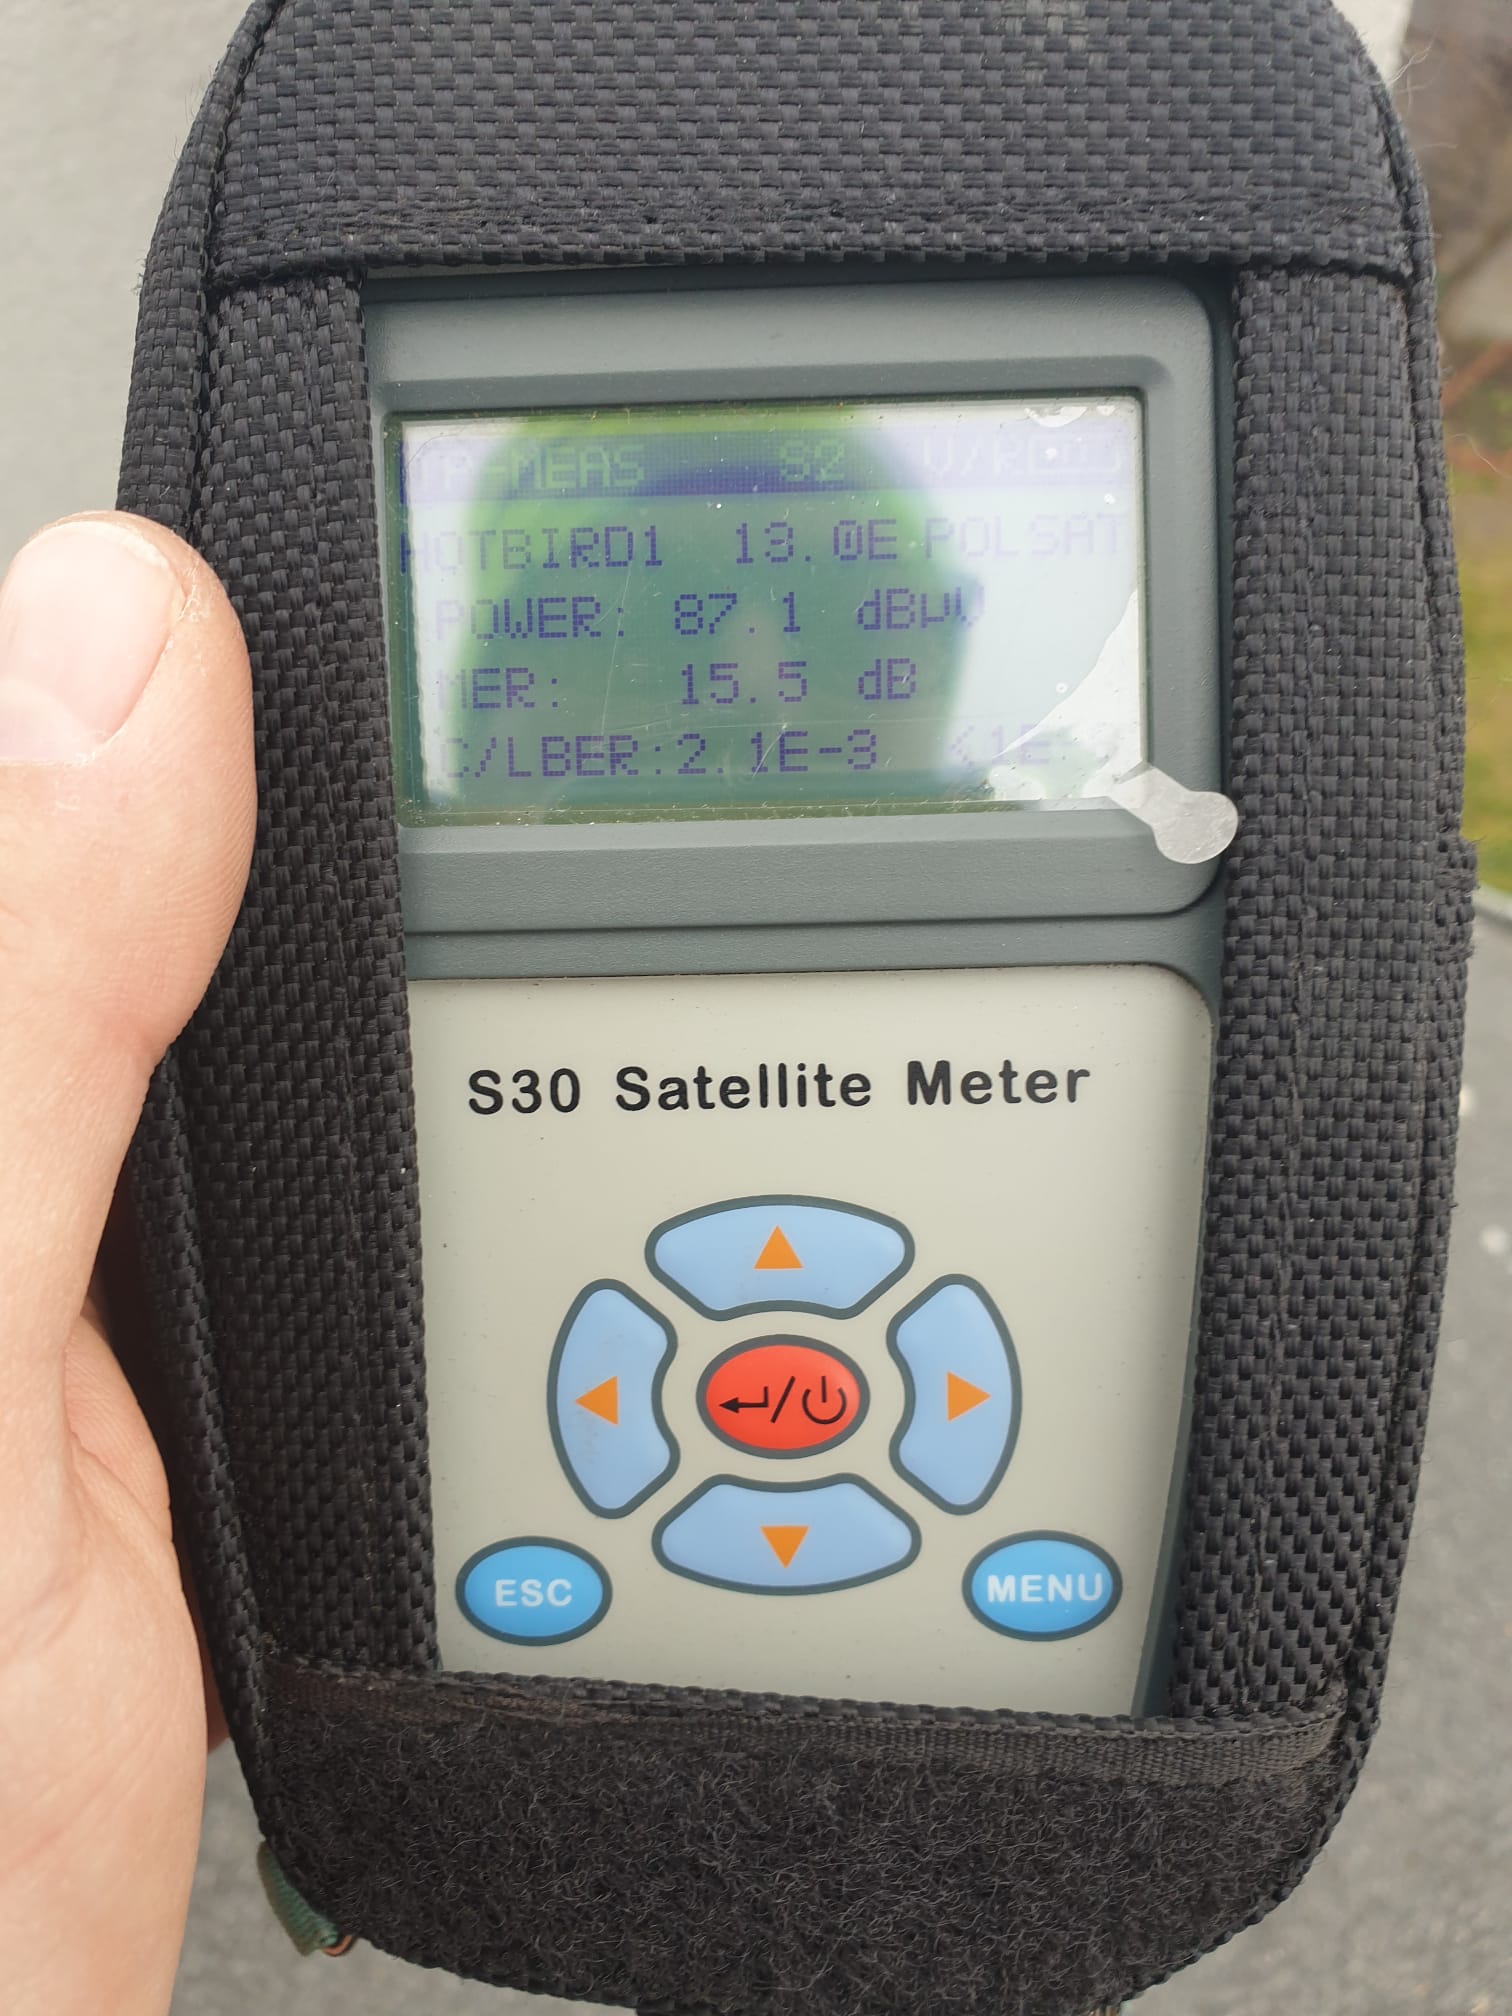 TP-MEAS S2 V/R
HOTBIRD1 13.0E POLSAT
POWER: 87.1 dBµV
MER: 15.5 dB
C/LBER:2.1E-3
S30 Satellite Meter
ESC
MENU